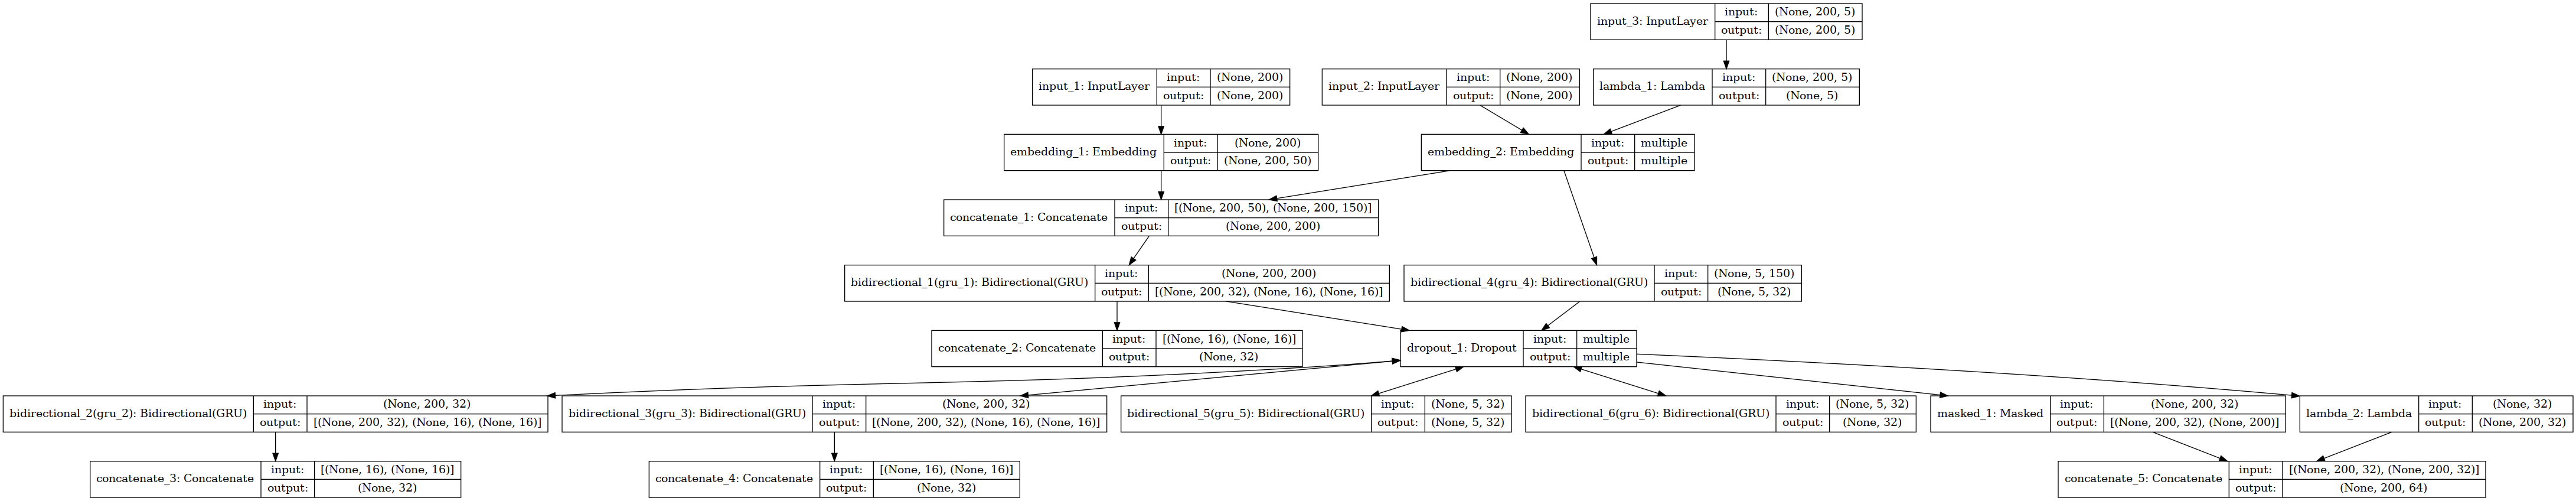 input_3: InputLayer
input: (None, 200, 5)
output: (None, 200, 5)
input_1: InputLayer
input: (None, 200)
output: (None, 200)
input_2: InputLayer
input: (None, 200)
output: (None, 200)
lambda_1: Lambda
input: (None, 200, 5)
output: (None, 5)
embedding_1: Embedding
input: (None, 200)
output: (None, 200, 50)
embedding_2: Embedding
input: multiple
output: multiple
concatenate_1: Concatenate
input: [(None, 200, 50), (None, 200, 150)]
output: (None, 200, 200)
bidirectional_1(gru_1): Bidirectional(GRU)
input: (None, 200, 200)
output: [(None, 200, 32), (None, 16), (None, 16)]
bidirectional_4(gru_4): Bidirectional(GRU)
input: (None, 5, 150)
output: (None, 5, 32)
concatenate_2: Concatenate
input: [(None, 16), (None, 16)]
output: (None, 32)
dropout_1: Dropout
input: multiple
output: multiple
bidirectional_2(gru_2): Bidirectional(GRU)
input: (None, 200, 32)
output: [(None, 200, 32), (None, 16), (None, 16)]
bidirectional_3(gru_3): Bidirectional(GRU)
input: (None, 200, 32)
output: [(None, 200, 32), (None, 16), (None, 16)]
bidirectional_5(gru_5): Bidirectional(GRU)
input: (None, 5, 32)
output: (None, 5, 32)
bidirectional_6(gru_6): Bidirectional(GRU)
input: (None, 5, 32)
output: (None, 32)
masked_1: Masked
input: (None, 200, 32)
output: [(None, 200, 32), (None, 200)]
lambda_2: Lambda
input: (None, 32)
output: (None, 200, 32)
concatenate_3: Concatenate
input: [(None, 16), (None, 16)]
output: (None, 32)
concatenate_4: Concatenate
input: [(None, 16), (None, 16)]
output: (None, 32)
concatenate_5: Concatenate
input: [(None, 200, 32), (None, 200, 32)]
output: (None, 200, 64)